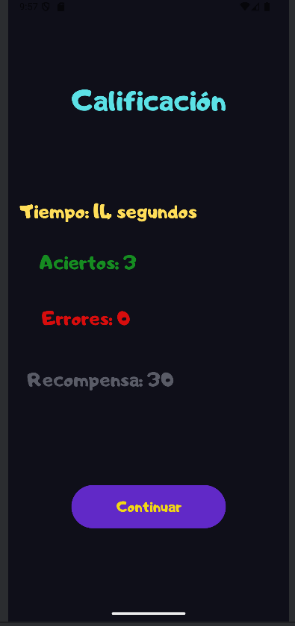 Calificación
Tiempo: 14 segundos
Aciertos: 3
Errores: 0
Recompensa: 30
Continuar